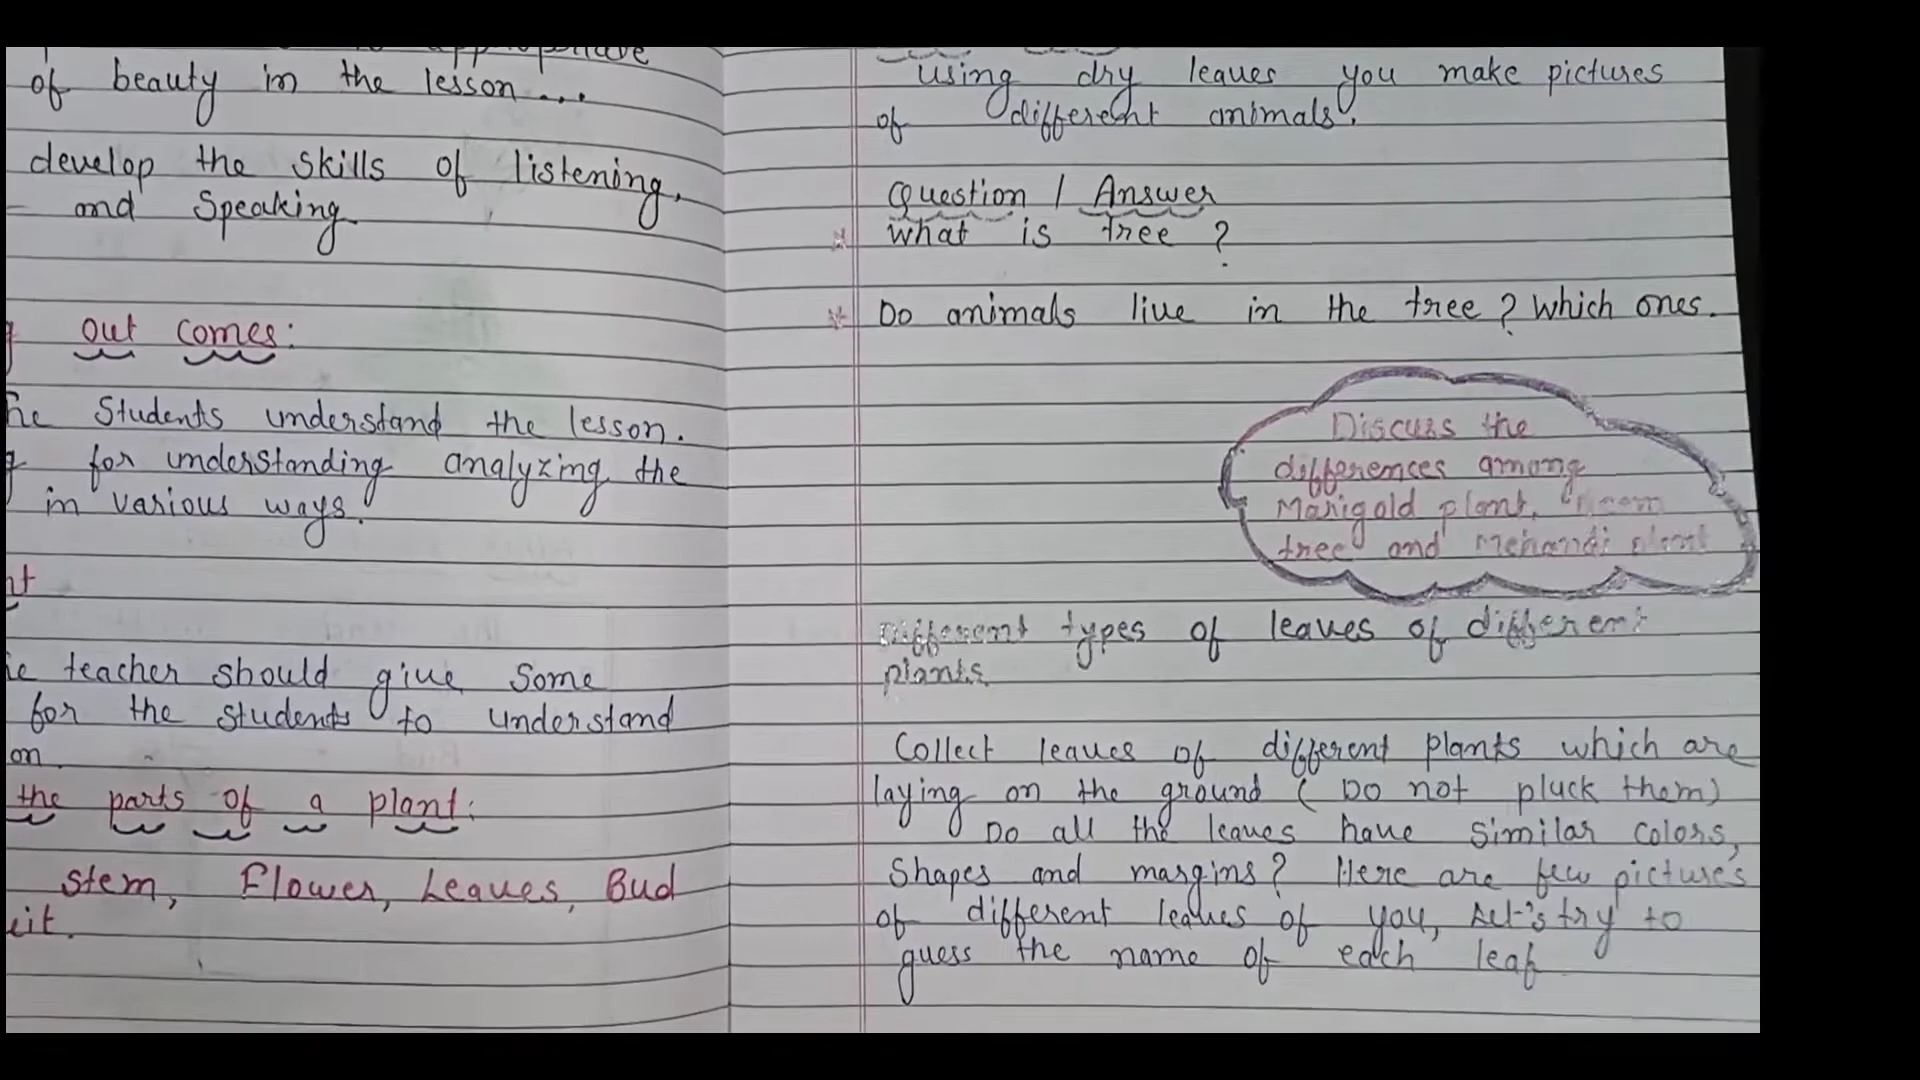 of beauty in the lesson...
develop the skills of listening,
and Speaking
out comes:
Students understand the lesson.
for understanding analyzing the
in various ways.
teacher should give Some
for the students to understand
on.
the parts of a plant:
stem, Flower, Leaves, Bud
using dry leaves you make pictures
of different animals.
Question / Answer
what is tree ?
Do animals live in the tree ? Which ones.
Discuss the
differences among
Marigold plant, neem
tree and Mehandi plant
Different types of leaves of different
plants.
Collect leaves of different plants which are
laying on the ground ( Do not pluck them)
Do all the leaves have similar colors,
Shapes and margins? Here are few picture's
of different leaves of you, Let's try to
guess the name of each leaf